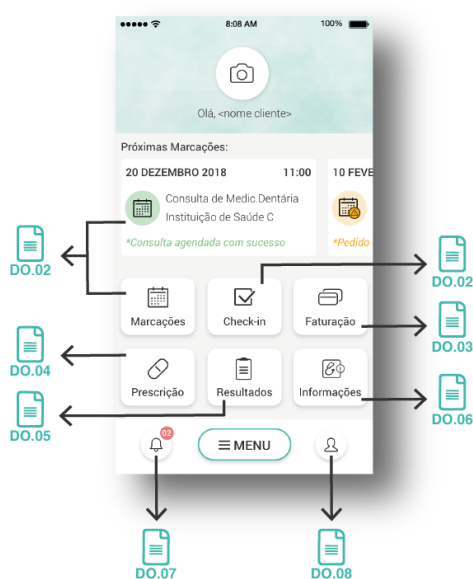 8:08 AM
100%
Olá, <nome cliente>
Próximas Marcações:
20 DEZEMBRO 2018 11:00
Consulta de Medic.Dentária
Instituição de Saúde C
*Consulta agendada com sucesso
10 FEVE
*Pedido
DO.02
DO.02
Marcações
Check-in
Faturação
DO.03
DO.04
Prescrição
Resultados
Informações
DO.05
DO.06
02
MENU
DO.07
DO.08